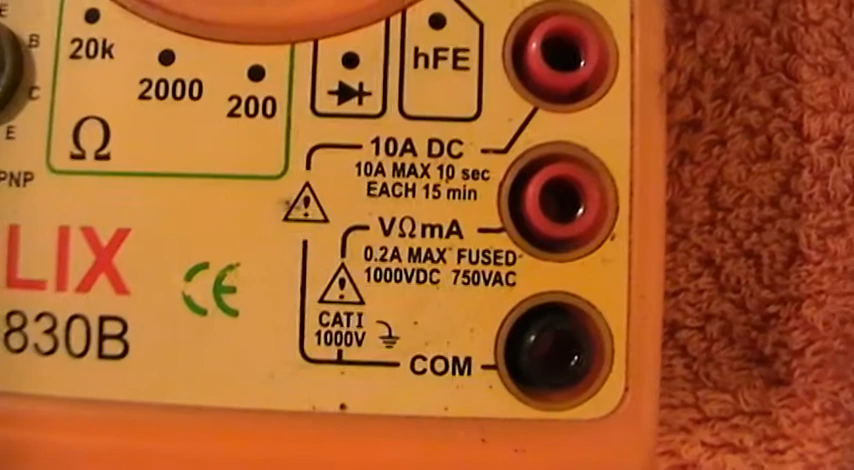 E
B
C
E
PNP
20k
2000
200
Ω
hFE
10A DC
10A MAX 10 sec
EACH 15 min
VΩmA
0.2A MAX FUSED
1000VDC 750VAC
CAT I
1000V
COM
LIX
CE
830B